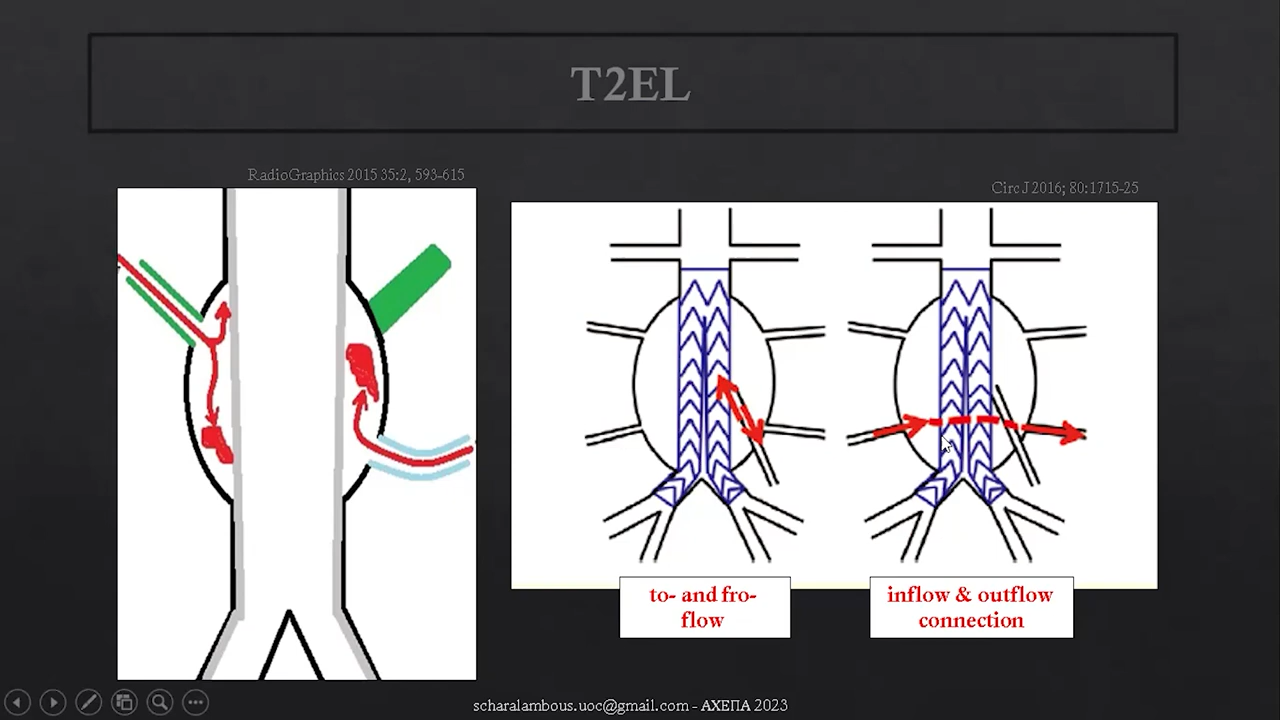 T2EL
RadioGraphics 2015 35:2, 593-615
Circ J 2016; 80:1715-25
to- and fro-
flow
inflow & outflow
connection
scharalambous.uoc@gmail.com - ΑΧΕΠΑ 2023